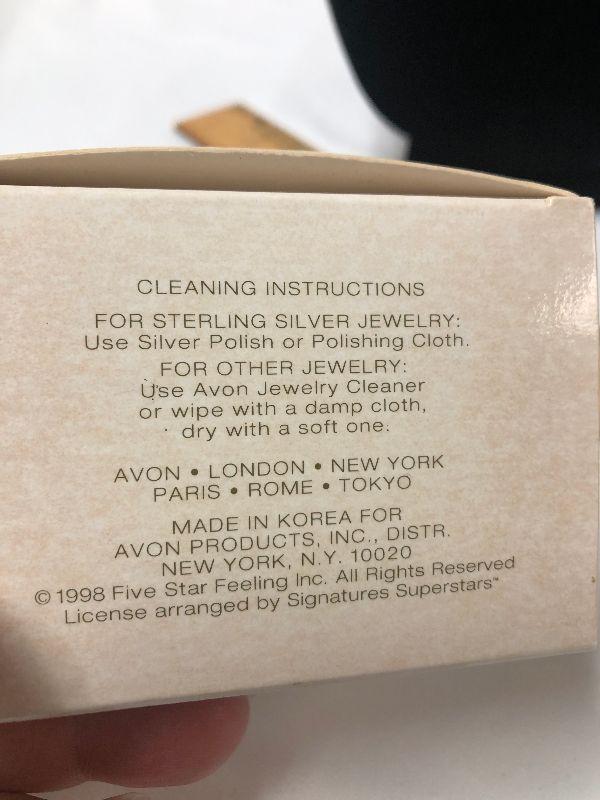 CLEANING INSTRUCTIONS
FOR STERLING SILVER JEWELRY:
Use Silver Polish or Polishing Cloth.
FOR OTHER JEWELRY:
Use Avon Jewelry Cleaner
or wipe with a damp cloth,
dry with a soft one.
AVON • LONDON • NEW YORK
PARIS • ROME • TOKYO
MADE IN KOREA FOR
AVON PRODUCTS, INC., DISTR.
NEW YORK, N.Y. 10020
© 1998 Five Star Feeling Inc. All Rights Reserved
License arranged by Signatures Superstars™